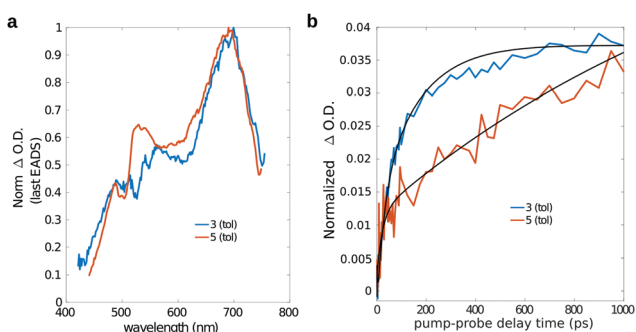 a
Norm Δ O.D.
(last EADS)
1
0.9
0.8
0.7
0.6
0.5
0.4
0.3
0.2
0.1
0
400
500
600
700
800
wavelength (nm)
3 (tol)
5 (tol)
b
Normalized Δ O.D.
0.04
0.035
0.03
0.025
0.02
0.015
0.01
0.005
0
0
200
400
600
800
1000
pump-probe delay time (ps)
3 (tol)
5 (tol)